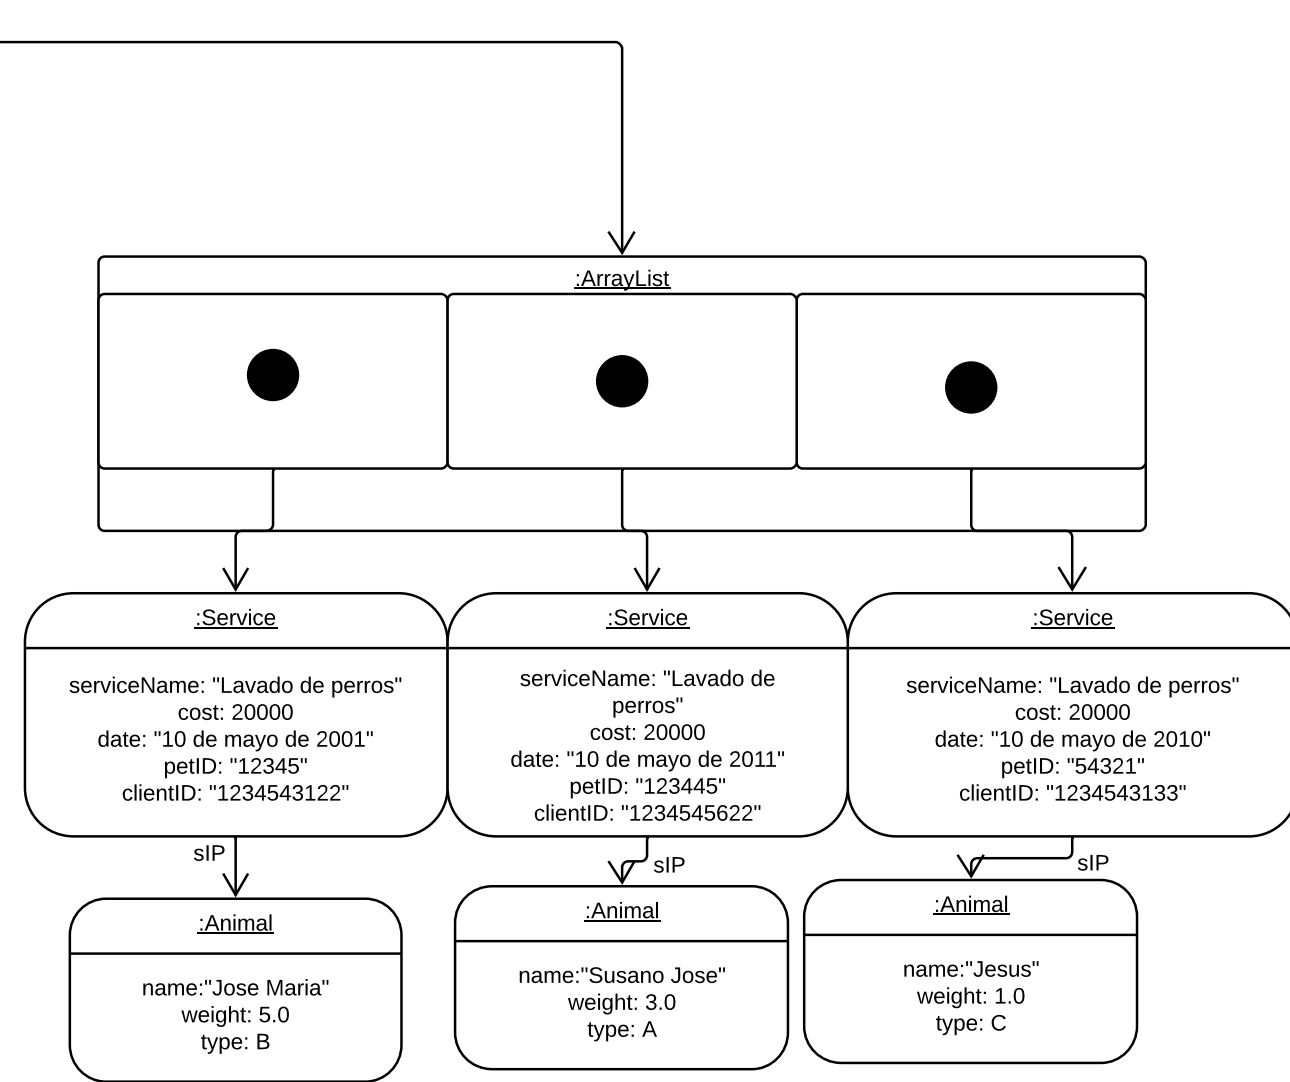 :ArrayList
:Service
serviceName: "Lavado de perros"
cost: 20000
date: "10 de mayo de 2001"
petID: "12345"
clientID: "1234543122"
:Service
serviceName: "Lavado de
perros"
cost: 20000
date: "10 de mayo de 2011"
petID: "123445"
clientID: "1234545622"
:Service
serviceName: "Lavado de perros"
cost: 20000
date: "10 de mayo de 2010"
petID: "54321"
clientID: "1234543133"
sIP
sIP
sIP
:Animal
name:"Jose Maria"
weight: 5.0
type: B
:Animal
name:"Susano Jose"
weight: 3.0
type: A
:Animal
name:"Jesus"
weight: 1.0
type: C